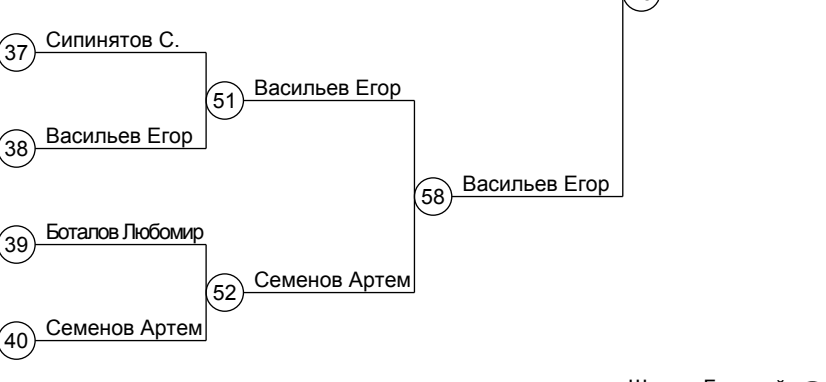 37 Сипинятов С.
51 Васильев Егор
38 Васильев Егор
58 Васильев Егор
39 Боталов Любомир
52 Семенов Артем
40 Семенов Артем